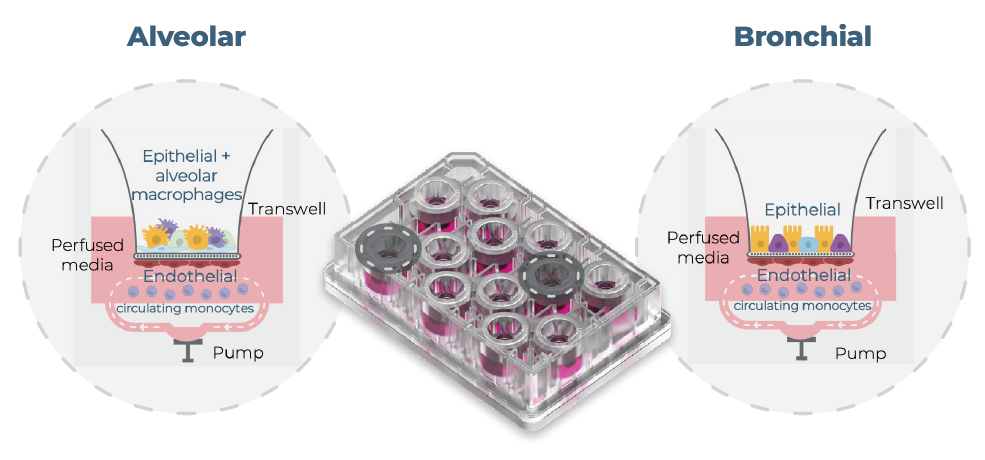 Alveolar
Epithelial +
alveolar
macrophages
Transwell
Perfused
media
Endothelial
circulating monocytes
Pump
Bronchial
Epithelial
Transwell
Perfused
media
Endothelial
circulating monocytes
Pump